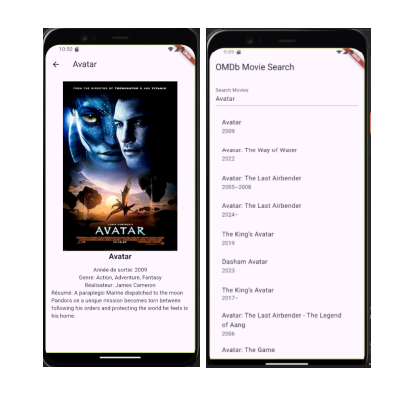 10:50
Avatar
FROM THE DIRECTOR OF TERMINATOR 2 AND TITANIC
AVATAR
Avatar
Année de sortie: 2009
Genre: Action, Adventure, Fantasy
Réalisateur: James Cameron
Résumé: A paraplegic Marine dispatched to the moon
Pandora on a unique mission becomes torn between
following his orders and protecting the world he feels is
his home.
9:09
OMDb Movie Search
Search Movies
Avatar
Avatar
2009
Avatar: The Way of Water
2022
Avatar: The Last Airbender
2005–2008
Avatar: The Last Airbender
2024–
The King's Avatar
2019
Dasham Avatar
2023
The King's Avatar
2017–
Avatar: The Last Airbender - The Legend
of Aang
2006
Avatar: The Game